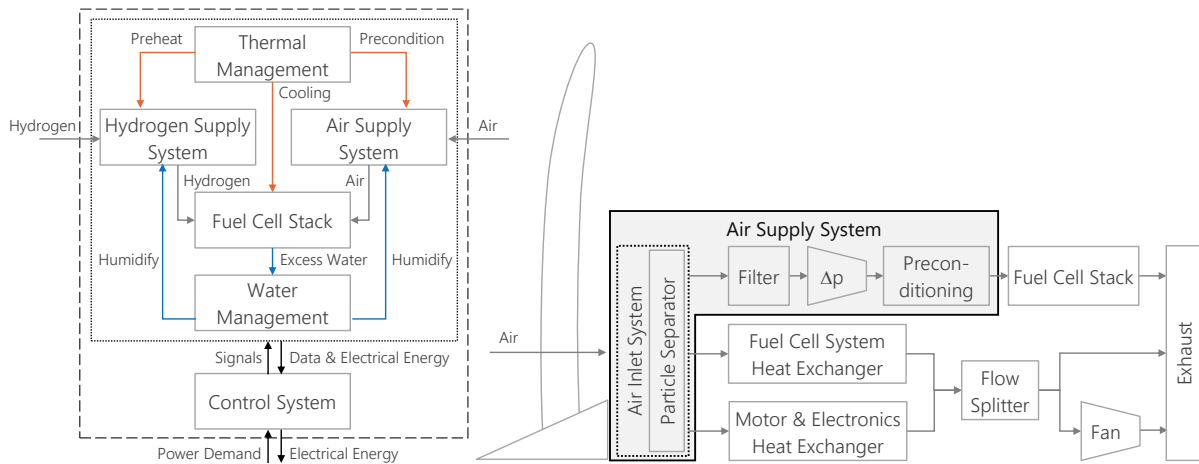 Preheat
Thermal
Management
Precondition
Cooling
Hydrogen
Hydrogen Supply
System
Air Supply
System
Air
Hydrogen
Air
Fuel Cell Stack
Humidify
Excess Water
Humidify
Water
Management
Signals
Data & Electrical Energy
Control System
Power Demand
Electrical Energy
Air
Air Supply System
Air Inlet System
Particle Separator
Filter
Δp
Precon-
ditioning
Fuel Cell Stack
Fuel Cell System
Heat Exchanger
Motor & Electronics
Heat Exchanger
Flow
Splitter
Fan
Exhaust